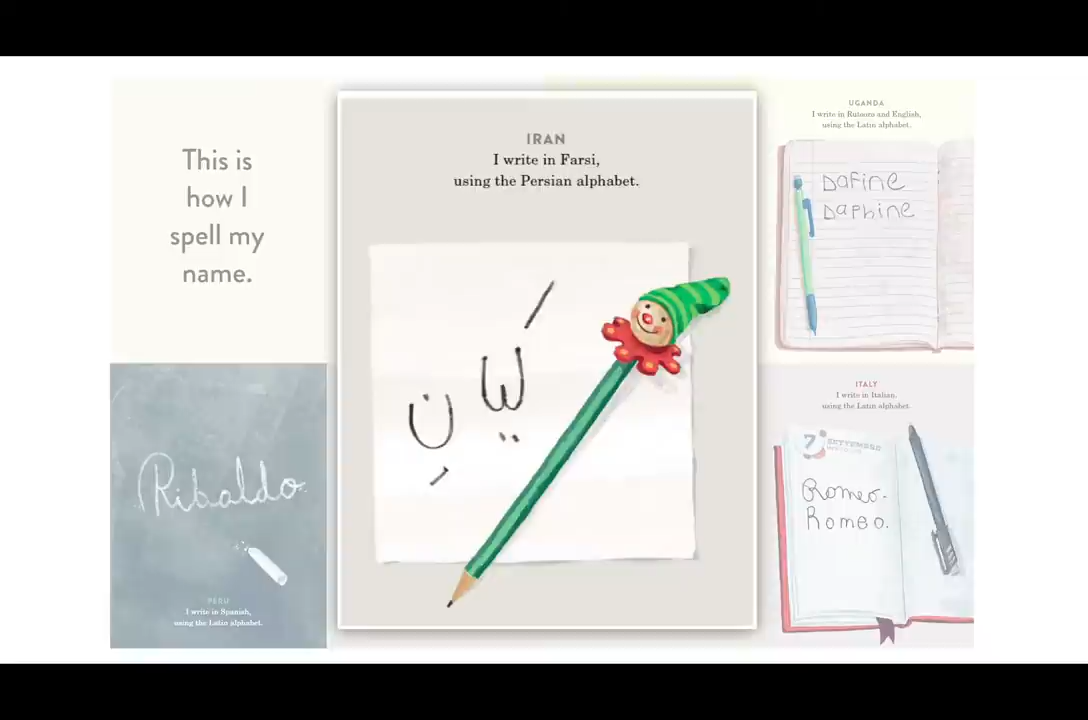 This is
how I
spell my
name.
IRAN
I write in Farsi,
using the Persian alphabet.
کیان
UGANDA
I write in Rutooro and English,
using the Latin alphabet.
Dafine
Daphine
Ribaldo
PERU
I write in Spanish,
using the Latin alphabet.
ITALY
I write in Italian,
using the Latin alphabet.
7 SETTEMBRE
Romeo.
Romeo.